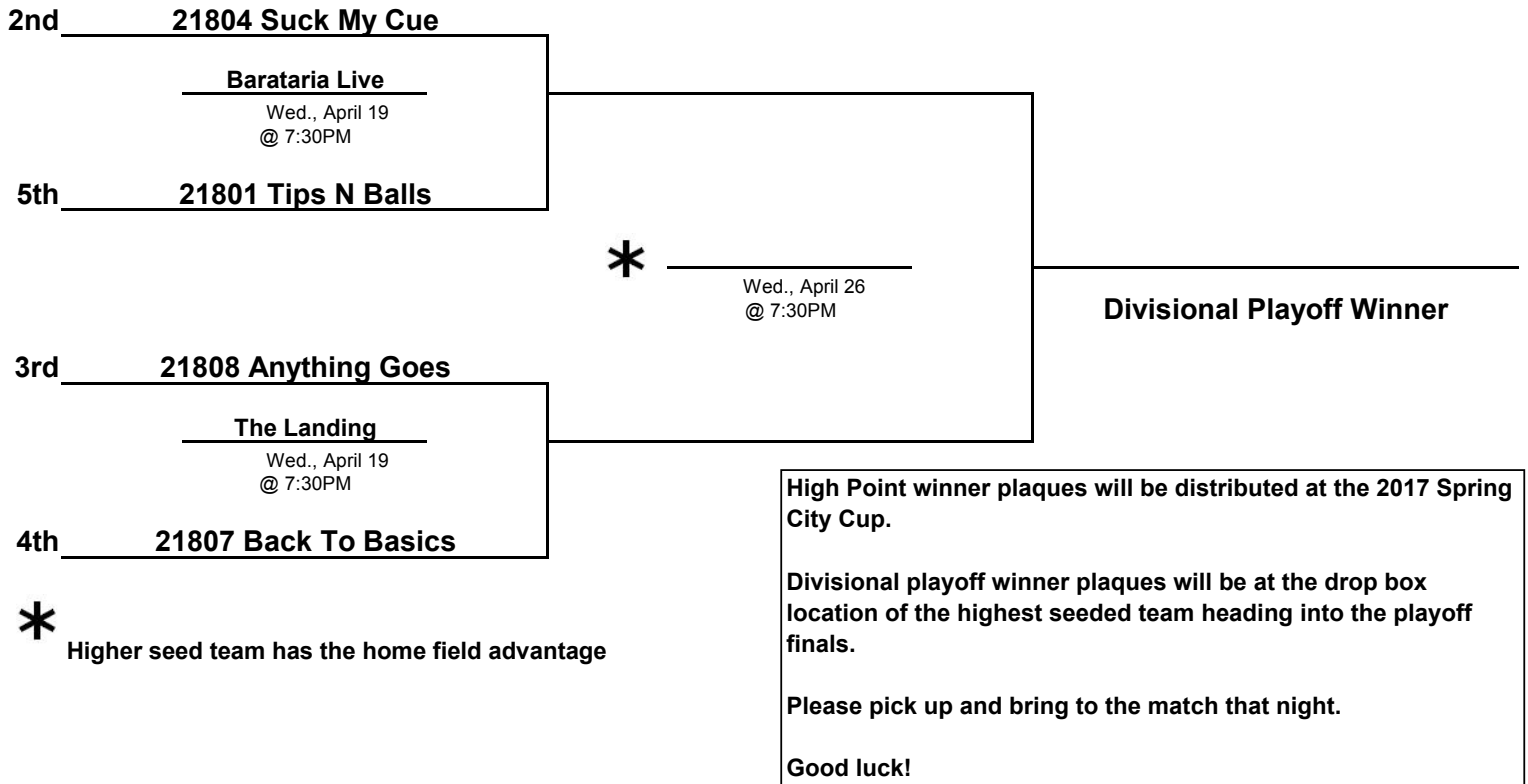 2nd 21804 Suck My Cue
Barataria Live
Wed., April 19
@ 7:30PM
5th 21801 Tips N Balls
*
Wed., April 26
@ 7:30PM
Divisional Playoff Winner
3rd 21808 Anything Goes
The Landing
Wed., April 19
@ 7:30PM
4th 21807 Back To Basics
* Higher seed team has the home field advantage
High Point winner plaques will be distributed at the 2017 Spring
City Cup.
Divisional playoff winner plaques will be at the drop box
location of the highest seeded team heading into the playoff
finals.
Please pick up and bring to the match that night.
Good luck!